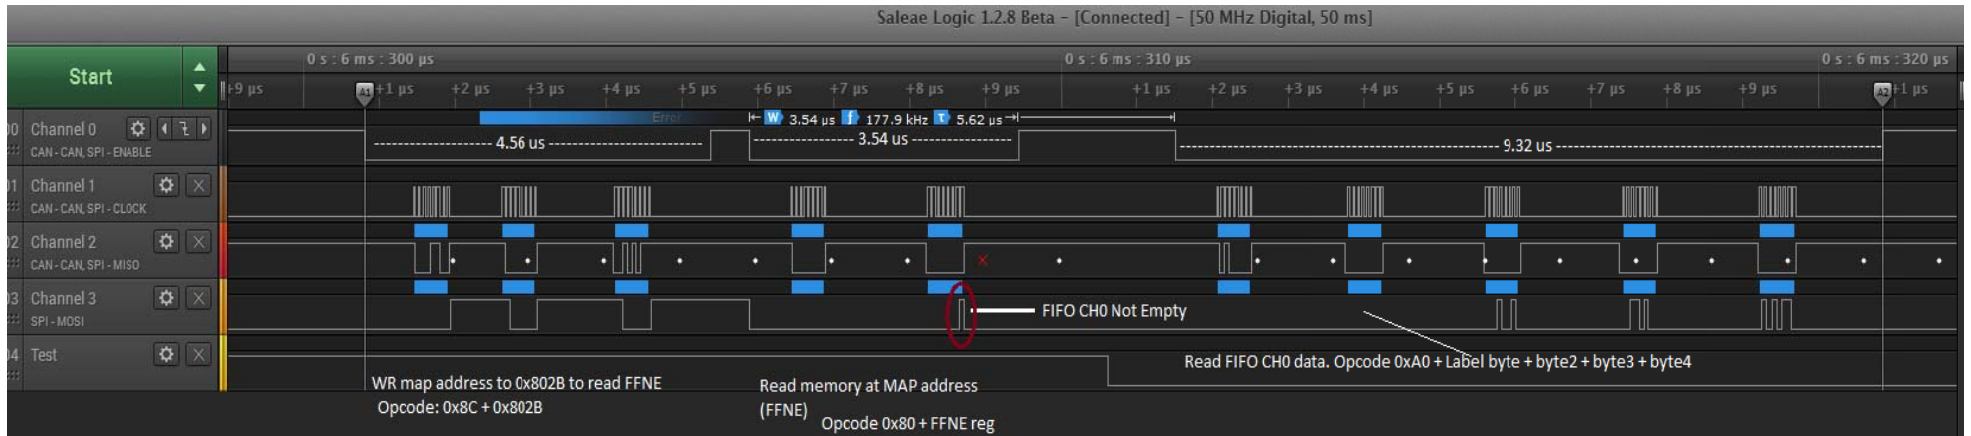 Saleae Logic 1.2.8 Beta - [Connected] - [50 MHz Digital, 50 ms]
Start
0 s : 6 ms : 300 µs
0 s : 6 ms : 310 µs
0 s : 6 ms : 320 µs
+9 µs
A1
+1 µs
+2 µs
+3 µs
+4 µs
+5 µs
+6 µs
+7 µs
+8 µs
+9 µs
+1 µs
+2 µs
+3 µs
+4 µs
+5 µs
+6 µs
+7 µs
+8 µs
+9 µs
A2
+1 µs
00 Channel 0
CAN - CAN, SPI - ENABLE
Error
W 3.54 µs f 177.9 kHz T 5.62 µs
4.56 us
3.54 us
9.32 us
01 Channel 1
CAN - CAN, SPI - CLOCK
02 Channel 2
CAN - CAN, SPI - MISO
03 Channel 3
SPI - MOSI
FIFO CH0 Not Empty
04 Test
WR map address to 0x802B to read FFNE
Opcode: 0x8C + 0x802B
Read memory at MAP address
(FFNE)
Opcode 0x80 + FFNE reg
Read FIFO CH0 data. Opcode 0xA0 + Label byte + byte2 + byte3 + byte4